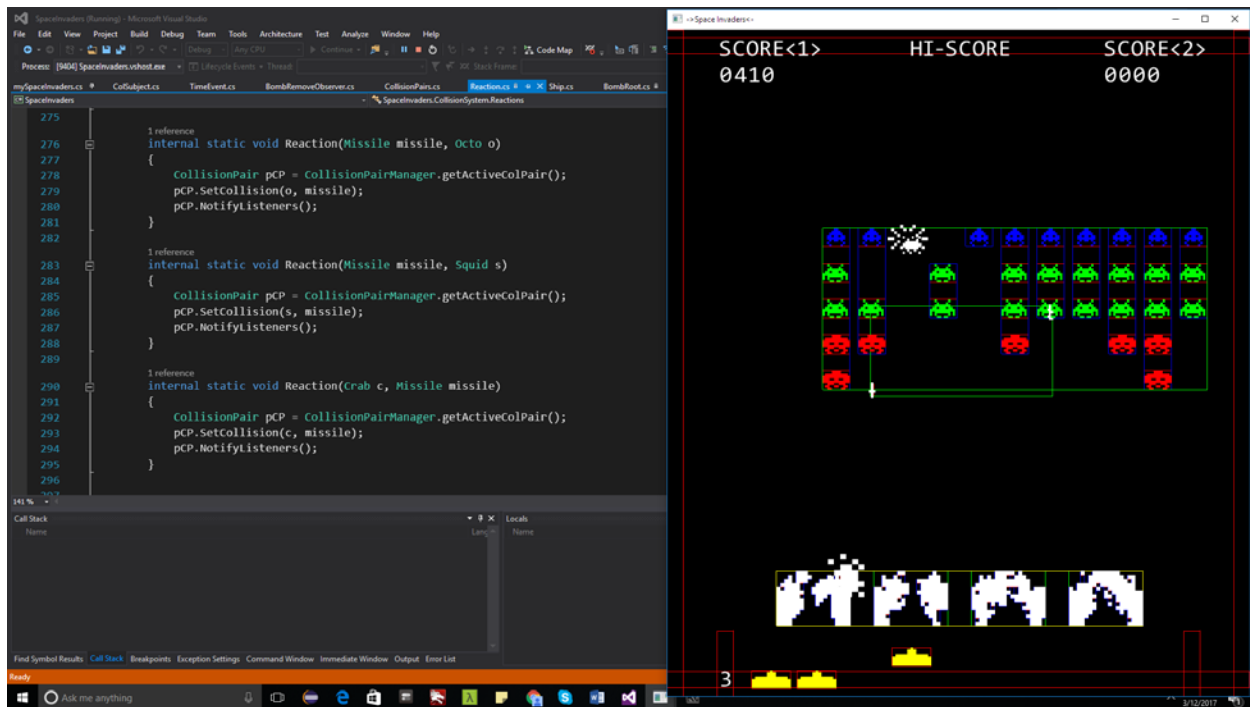 SpaceInvaders (Running) - Microsoft Visual Studio
File Edit View Project Build Debug Team Tools Architecture Test Analyze Window Help
Debug Any CPU Continue Code Map
Process: [9404] SpaceInvaders.vshost.exe Lifecycle Events Thread: Stack Frame:
mySpaceInvaders.cs ColSubject.cs TimeEvent.cs BombRemoveObserver.cs CollisionPairs.cs Reaction.cs Ship.cs BombRoot.cs
SpaceInvaders SpaceInvaders.CollisionSystem.Reactions
275
1 reference
276 internal static void Reaction(Missile missile, Octo o)
277 {
278 CollisionPair pCP = CollisionPairManager.getActiveColPair();
279 pCP.SetCollision(o, missile);
280 pCP.NotifyListeners();
281 }
282
1 reference
283 internal static void Reaction(Missile missile, Squid s)
284 {
285 CollisionPair pCP = CollisionPairManager.getActiveColPair();
286 pCP.SetCollision(s, missile);
287 pCP.NotifyListeners();
288 }
289
1 reference
290 internal static void Reaction(Crab c, Missile missile)
291 {
292 CollisionPair pCP = CollisionPairManager.getActiveColPair();
293 pCP.SetCollision(c, missile);
294 pCP.NotifyListeners();
295 }
296
141 %
Call Stack Locals
Name Lang Name
Find Symbol Results Call Stack Breakpoints Exception Settings Command Window Immediate Window Output Error List
Ready
Ask me anything
->Space Invaders<-
SCORE<1> HI-SCORE SCORE<2>
0410 0000
3
3/12/2017